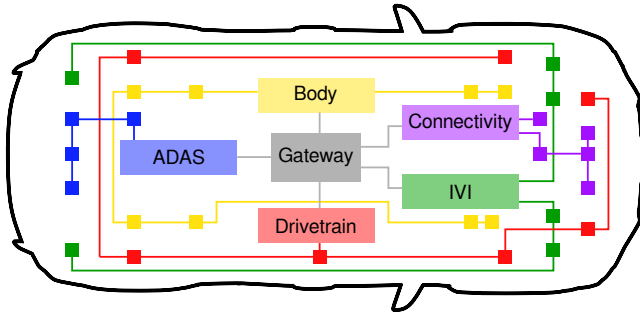 Body
Connectivity
ADAS
Gateway
IVI
Drivetrain